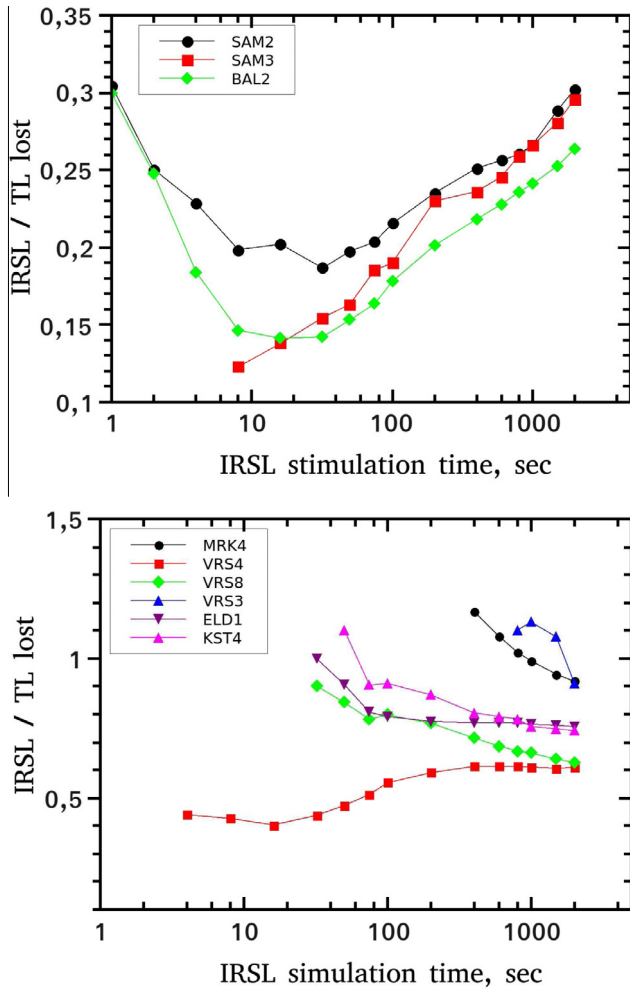 0,35
SAM2
SAM3
BAL2
0,3
0,25
0,2
0,15
0,1
IRSL / TL lost
1 10 100 1000
IRSL stimulation time, sec
1,5
MRK4
VRS4
VRS8
VRS3
ELD1
KST4
1
0,5
IRSL / TL lost
1 10 100 1000
IRSL simulation time, sec